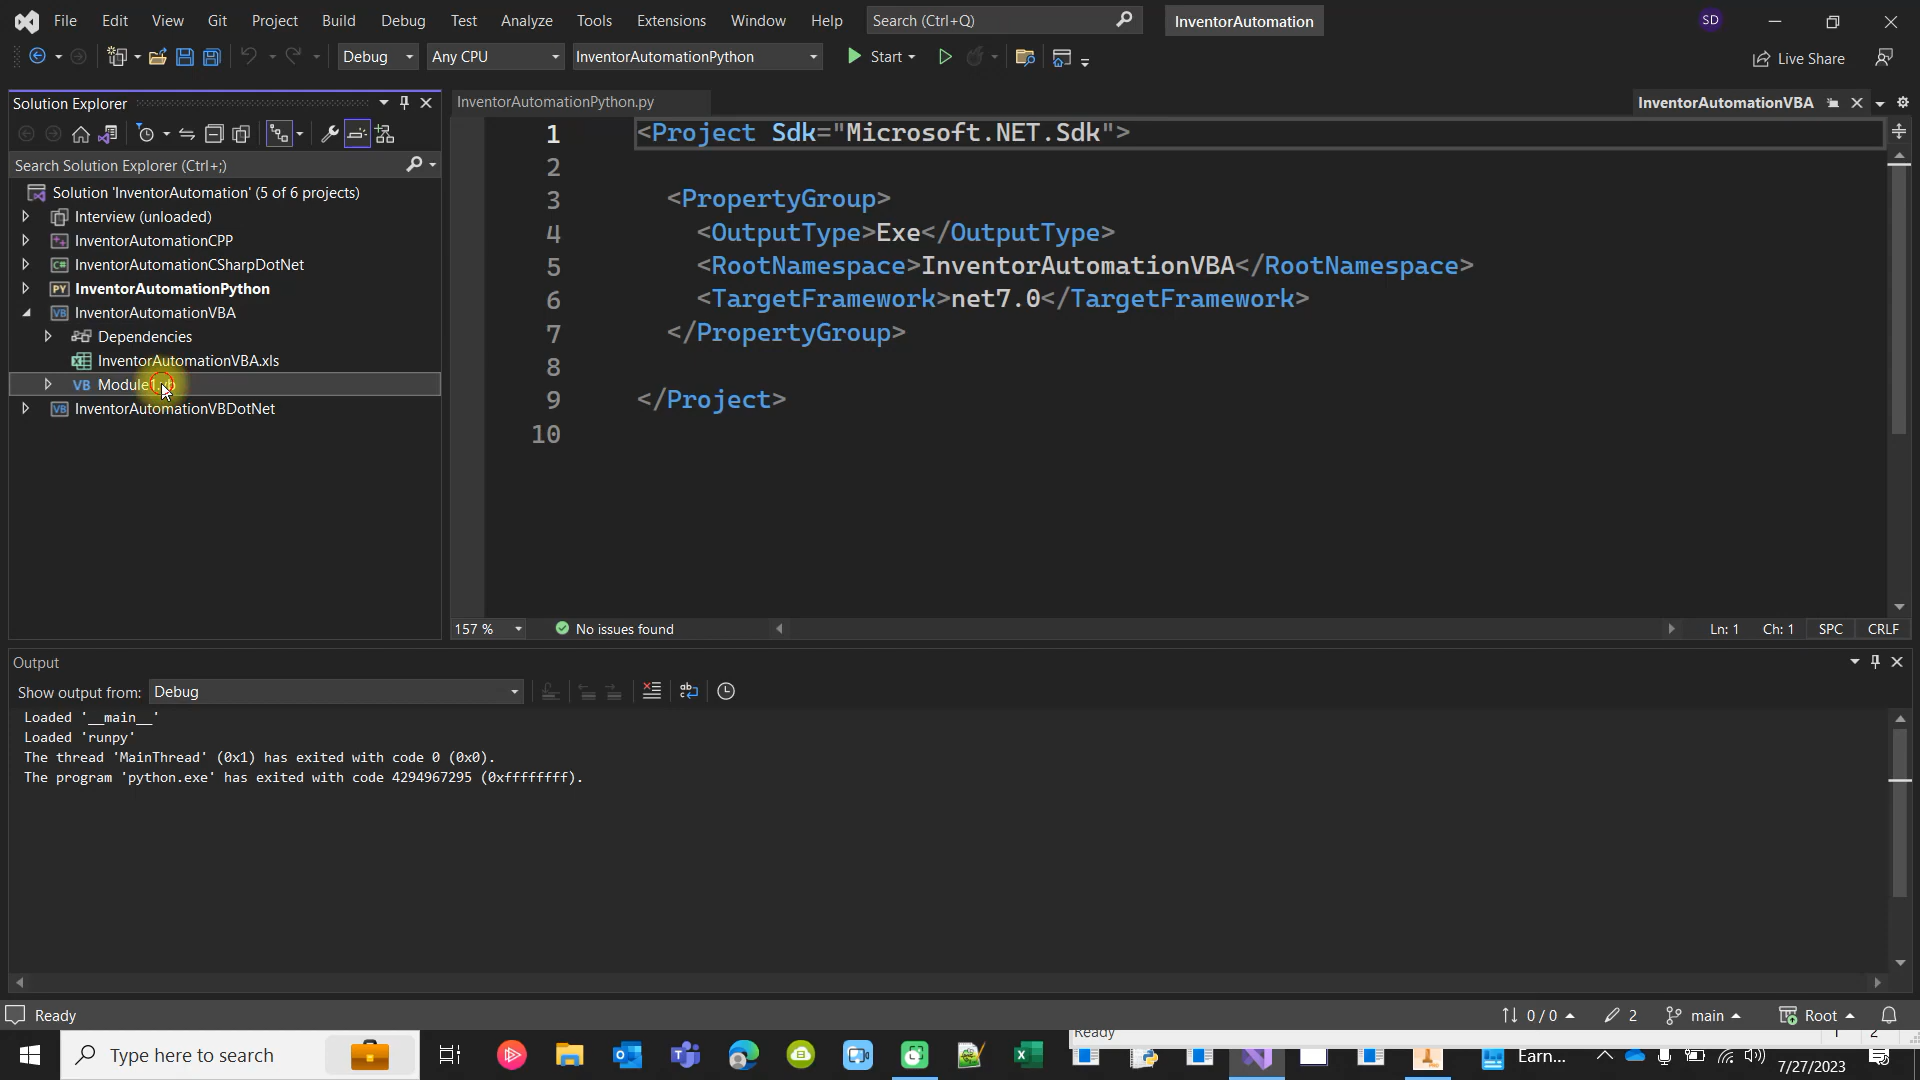 File Edit View Git Project Build Debug Test Analyze Tools Extensions Window Help Search (Ctrl+Q) InventorAutomation SD
Debug Any CPU InventorAutomationPython Start Live Share
Solution Explorer
Search Solution Explorer (Ctrl+;)
Solution 'InventorAutomation' (5 of 6 projects)
Interview (unloaded)
InventorAutomationCPP
InventorAutomationCSharpDotNet
InventorAutomationPython
InventorAutomationVBA
Dependencies
InventorAutomationVBA.xls
Module1.vb
InventorAutomationVBDotNet
InventorAutomationPython.py InventorAutomationVBA
1 <Project Sdk="Microsoft.NET.Sdk">
2
3 <PropertyGroup>
4 <OutputType>Exe</OutputType>
5 <RootNamespace>InventorAutomationVBA</RootNamespace>
6 <TargetFramework>net7.0</TargetFramework>
7 </PropertyGroup>
8
9 </Project>
10
157 % No issues found Ln: 1 Ch: 1 SPC CRLF
Output
Show output from: Debug
Loaded '__main__'
Loaded 'runpy'
The thread 'MainThread' (0x1) has exited with code 0 (0x0).
The program 'python.exe' has exited with code 4294967295 (0xffffffff).
Ready 0 / 0 2 main Root
Ready 1 2
Type here to search Earn... 7/27/2023